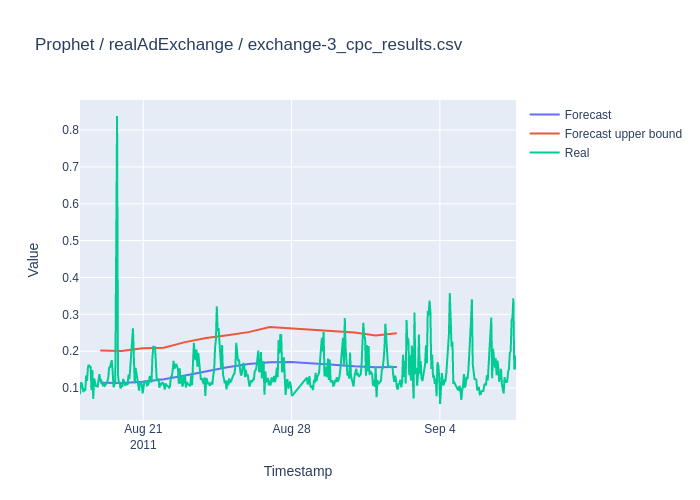 Prophet / realAdExchange / exchange-3_cpc_results.csv
Forecast
Forecast upper bound
Real
Value
0.8
0.7
0.6
0.5
0.4
0.3
0.2
0.1
Aug 21
2011
Aug 28
Sep 4
Timestamp